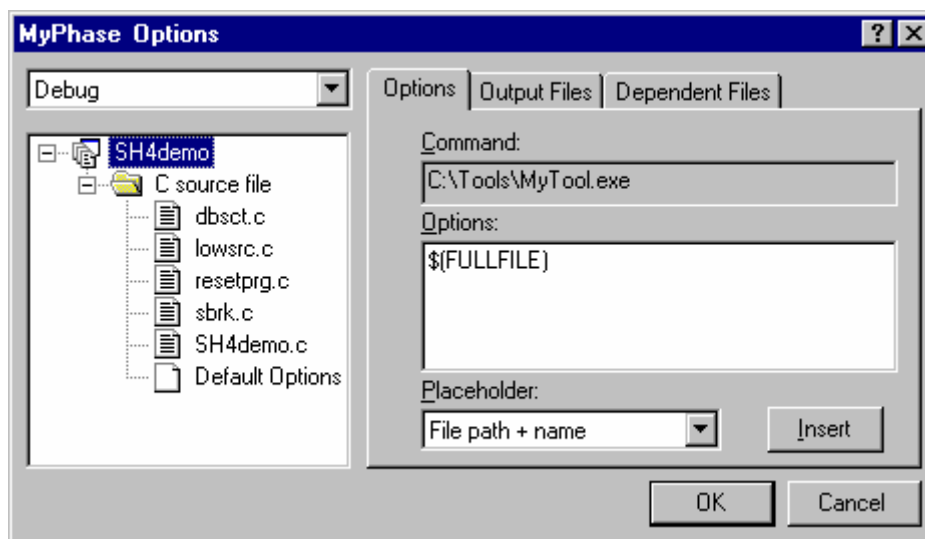 MyPhase Options
Debug
SH4demo
C source file
dbsct.c
lowsrc.c
resetprg.c
sbrk.c
SH4demo.c
Default Options
Options
Output Files
Dependent Files
Command:
C:\Tools\MyTool.exe
Options:
$(FULLFILE)
Placeholder:
File path + name
Insert
OK
Cancel